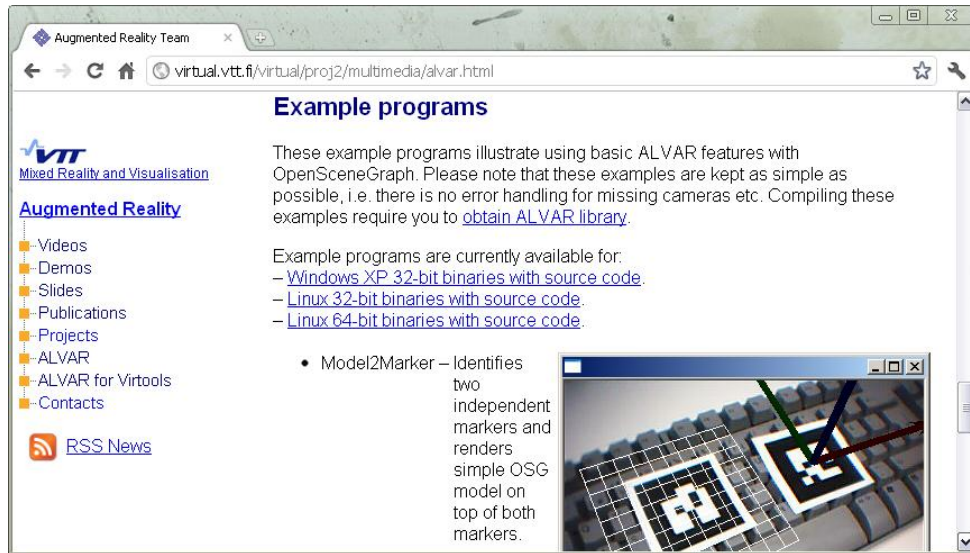 Augmented Reality Team
virtual.vtt.fi/virtual/proj2/multimedia/alvar.html
VTT
Mixed Reality and Visualisation
Augmented Reality
Videos
Demos
Slides
Publications
Projects
ALVAR
ALVAR for Virtools
Contacts
RSS News
Example programs
These example programs illustrate using basic ALVAR features with
OpenSceneGraph. Please note that these examples are kept as simple as
possible, i.e. there is no error handling for missing cameras etc. Compiling these
examples require you to obtain ALVAR library.
Example programs are currently available for:
– Windows XP 32-bit binaries with source code.
– Linux 32-bit binaries with source code.
– Linux 64-bit binaries with source code.
• Model2Marker – Identifies
two
independent
markers and
renders
simple OSG
model on
top of both
markers.